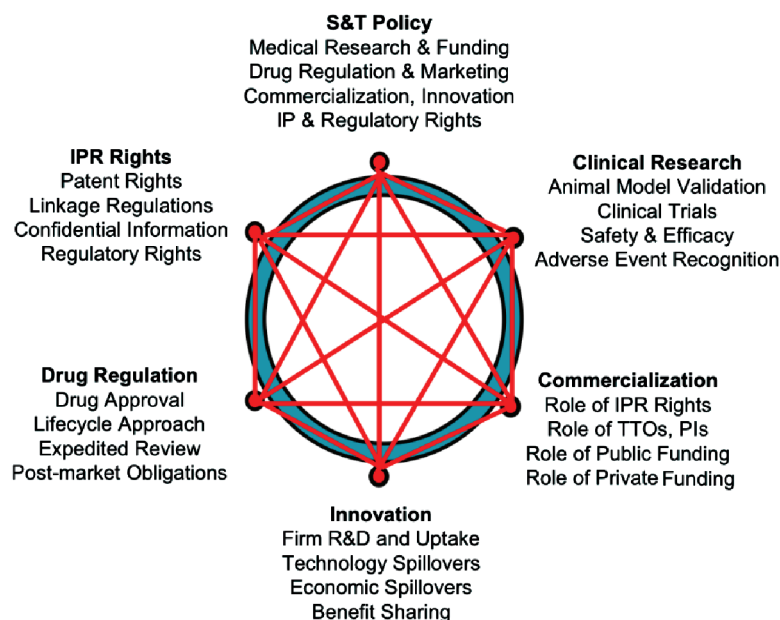 S&T Policy
Medical Research & Funding
Drug Regulation & Marketing
Commercialization, Innovation
IP & Regulatory Rights
IPR Rights
Patent Rights
Linkage Regulations
Confidential Information
Regulatory Rights
Clinical Research
Animal Model Validation
Clinical Trials
Safety & Efficacy
Adverse Event Recognition
Drug Regulation
Drug Approval
Lifecycle Approach
Expedited Review
Post-market Obligations
Commercialization
Role of IPR Rights
Role of TTOs, PIs
Role of Public Funding
Role of Private Funding
Innovation
Firm R&D and Uptake
Technology Spillovers
Economic Spillovers
Benefit Sharing